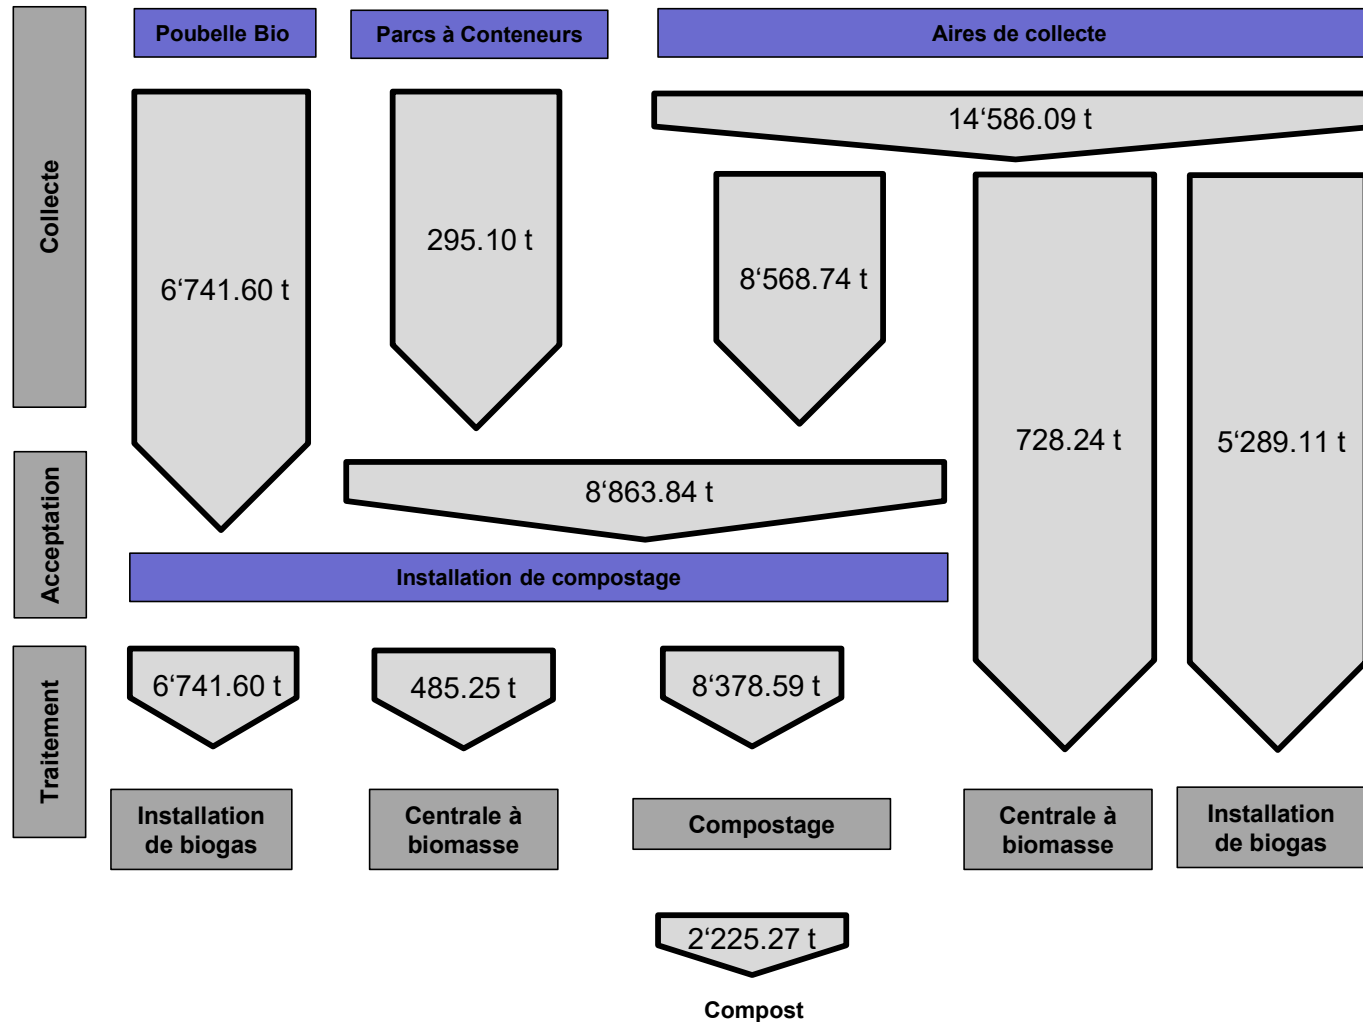 Poubelle Bio
Parcs à Conteneurs
Aires de collecte
Collecte
14‘586.09 t
6‘741.60 t
295.10 t
8‘568.74 t
728.24 t
5‘289.11 t
Acceptation
8‘863.84 t
Installation de compostage
Traitement
6‘741.60 t
485.25 t
8‘378.59 t
Installation
de biogas
Centrale à
biomasse
Compostage
Centrale à
biomasse
Installation
de biogas
2‘225.27 t
Compost